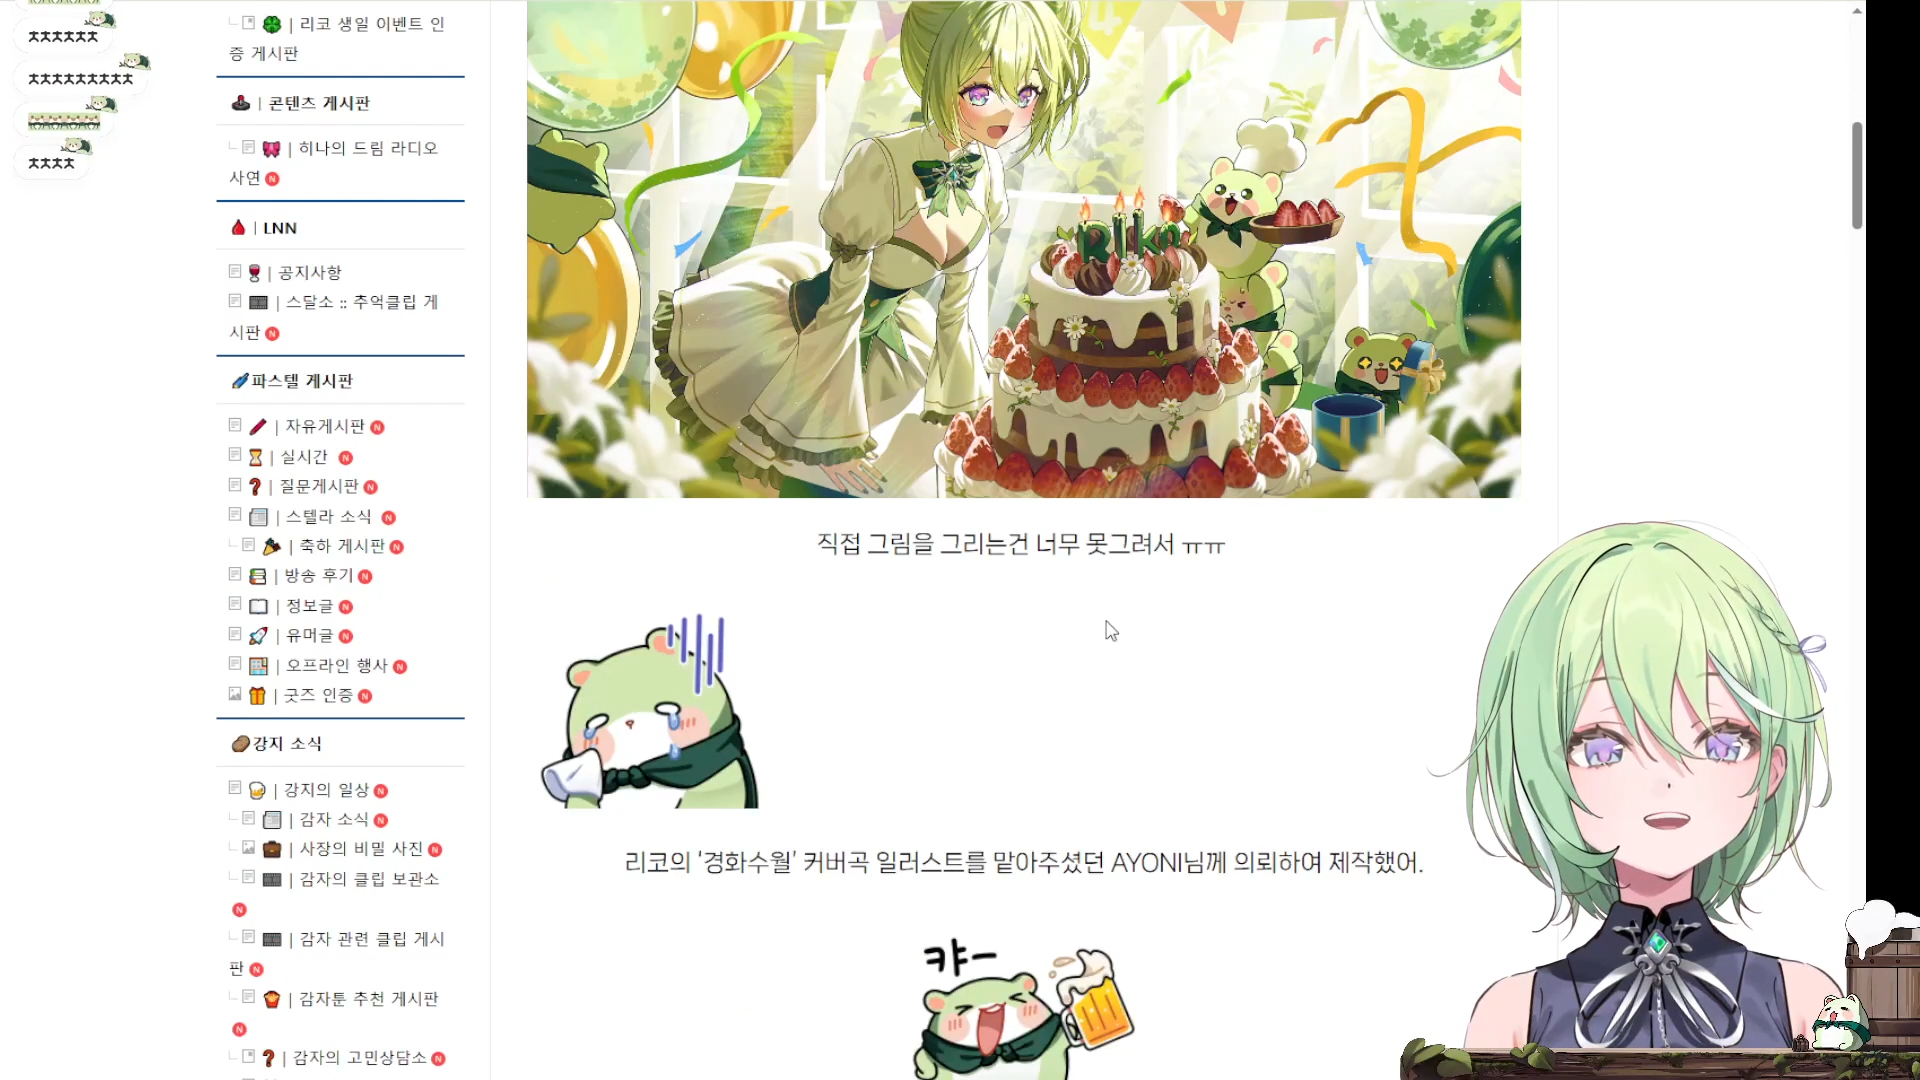 ㅊㅊㅊㅊㅊㅊ
ㅊㅊㅊㅊㅊㅊㅊㅊㅊ
ㅊㅊㅊㅊ
| 리코 생일 이벤트 인
증 게시판
| 콘텐츠 게시판
| 히나의 드림 라디오
사연 N
| LNN
| 공지사항
| 스달소 :: 추억클립 게
시판 N
파스텔 게시판
| 자유게시판 N
| 실시간 N
| 질문게시판 N
| 스텔라 소식 N
| 축하 게시판 N
| 방송 후기 N
| 정보글 N
| 유머글 N
| 오프라인 행사 N
| 굿즈 인증 N
강지 소식
| 강지의 일상 N
| 감자 소식 N
| 사장의 비밀 사진 N
| 감자의 클립 보관소
N
| 감자 관련 클립 게시
판 N
| 감자툰 추천 게시판
N
| 감자의 고민상담소 N
Riko
직접 그림을 그리는건 너무 못그려서 ㅠㅠ
리코의 '경화수월' 커버곡 일러스트를 맡아주셨던 AYONI님께 의뢰하여 제작했어.
캬-